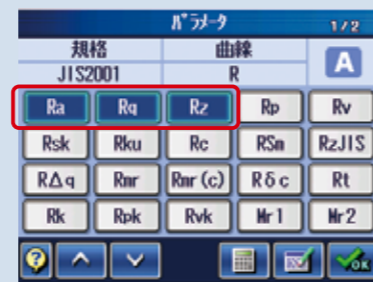 パラメータ 1/2
規格 曲線 A
JIS2001 R
Ra Rq Rz Rp Rv
Rsk Rku Rc RSm RzJIS
RΔq Rmr Rmr(c) Rδc Rt
Rk Rpk Rvk Mr1 Mr2
? OK